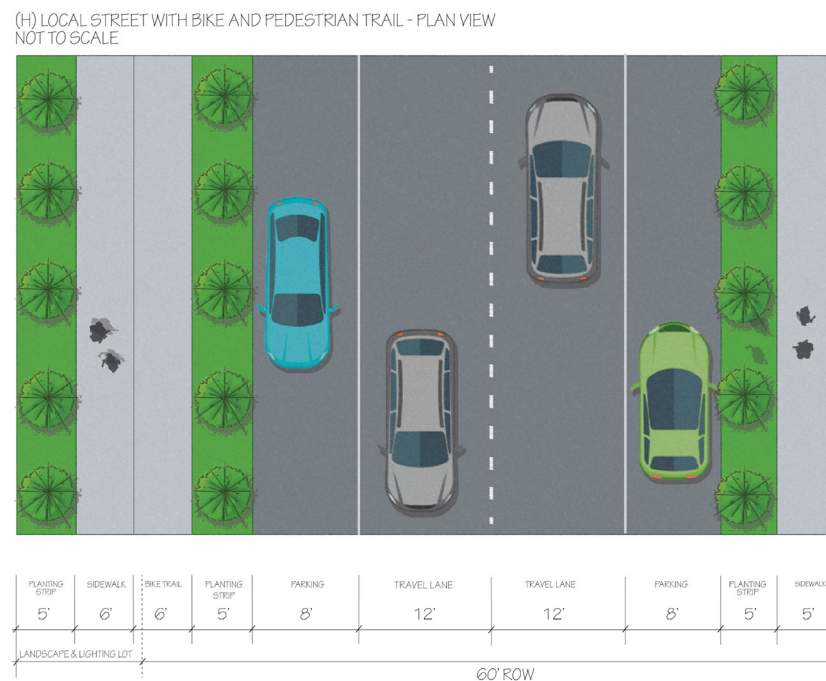 (H) LOCAL STREET WITH BIKE AND PEDESTRIAN TRAIL - PLAN VIEW
NOT TO SCALE
PLANTING STRIP
SIDEWALK
BIKE TRAIL
PLANTING STRIP
PARKING
TRAVEL LANE
TRAVEL LANE
PARKING
PLANTING STRIP
SIDEWALK
5' 6' 6' 5' 8' 12' 12' 8' 5' 5'
LANDSCAPE & LIGHTING LOT
60' ROW